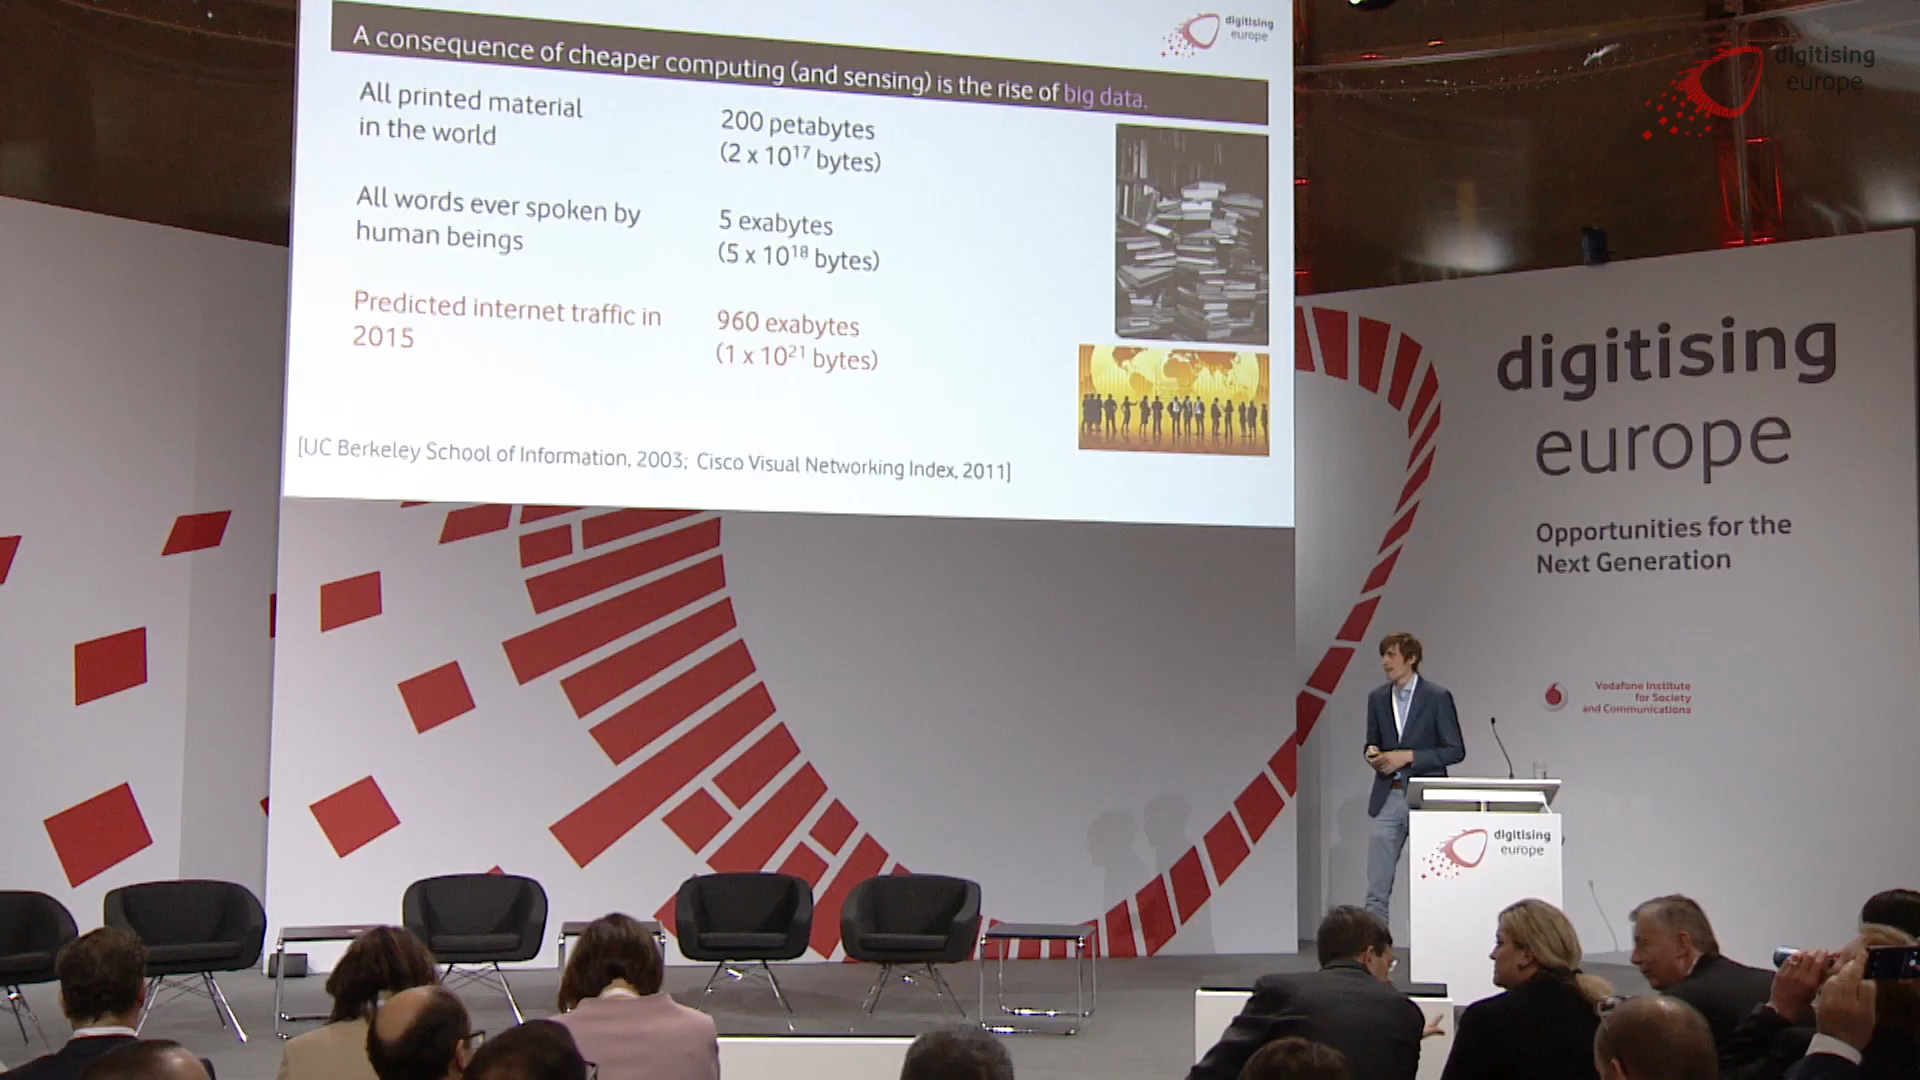 A consequence of cheaper computing (and sensing) is the rise of big data.
digitising
europe
All printed material
in the world
200 petabytes
(2 x 10¹⁷ bytes)
All words ever spoken by
human beings
5 exabytes
(5 x 10¹⁸ bytes)
Predicted internet traffic in
2015
960 exabytes
(1 x 10²¹ bytes)
[UC Berkeley School of Information, 2003; Cisco Visual Networking Index, 2011]
digitising
europe
digitising
europe
Opportunities for the
Next Generation
Vodafone Institute
for Society
and Communications
digitising
europe